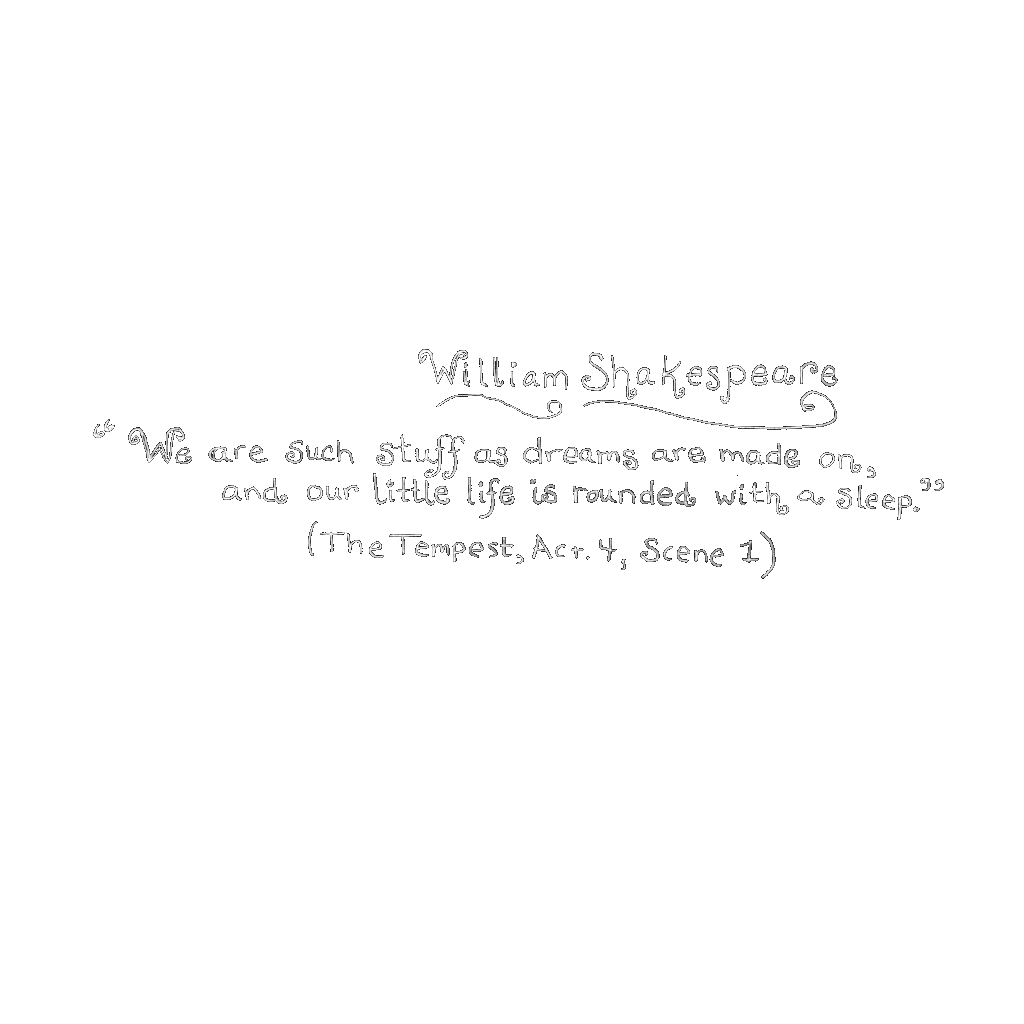 William Shakespeare
“We are such stuff as dreams are made on,
and our little life is rounded with a sleep.”
(The Tempest, Act. 4, Scene 1)